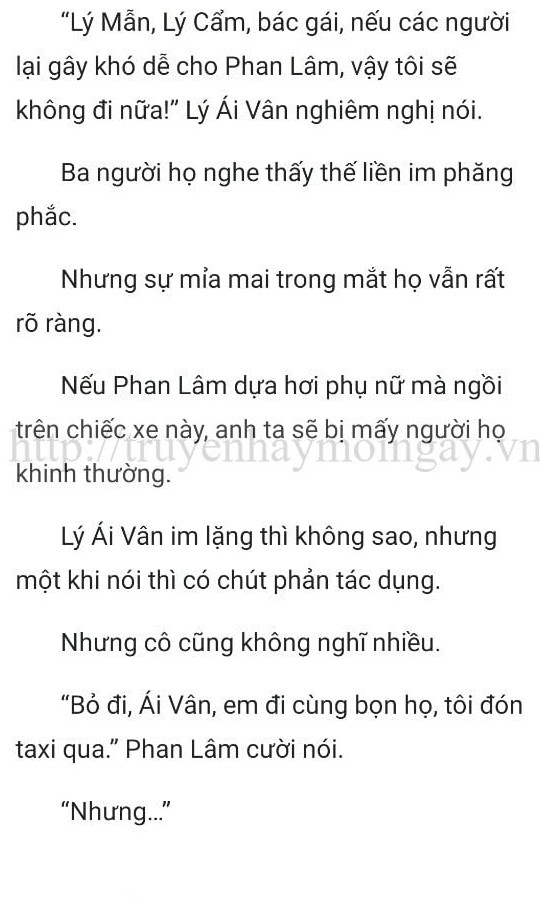 “Lý Mẫn, Lý Cẩm, bác gái, nếu các người
lại gây khó dễ cho Phan Lâm, vậy tôi sẽ
không đi nữa!” Lý Ái Vân nghiêm nghị nói.
Ba người họ nghe thấy thế liền im phăng
phắc.
Nhưng sự mỉa mai trong mắt họ vẫn rất
rõ ràng.
Nếu Phan Lâm dựa hơi phụ nữ mà ngồi
trên chiếc xe này, anh ta sẽ bị mấy người họ
http://truyenhaymoingay.vn
khinh thường.
Lý Ái Vân im lặng thì không sao, nhưng
một khi nói thì có chút phản tác dụng.
Nhưng cô cũng không nghĩ nhiều.
“Bỏ đi, Ái Vân, em đi cùng bọn họ, tôi đón
taxi qua.” Phan Lâm cười nói.
“Nhưng...”